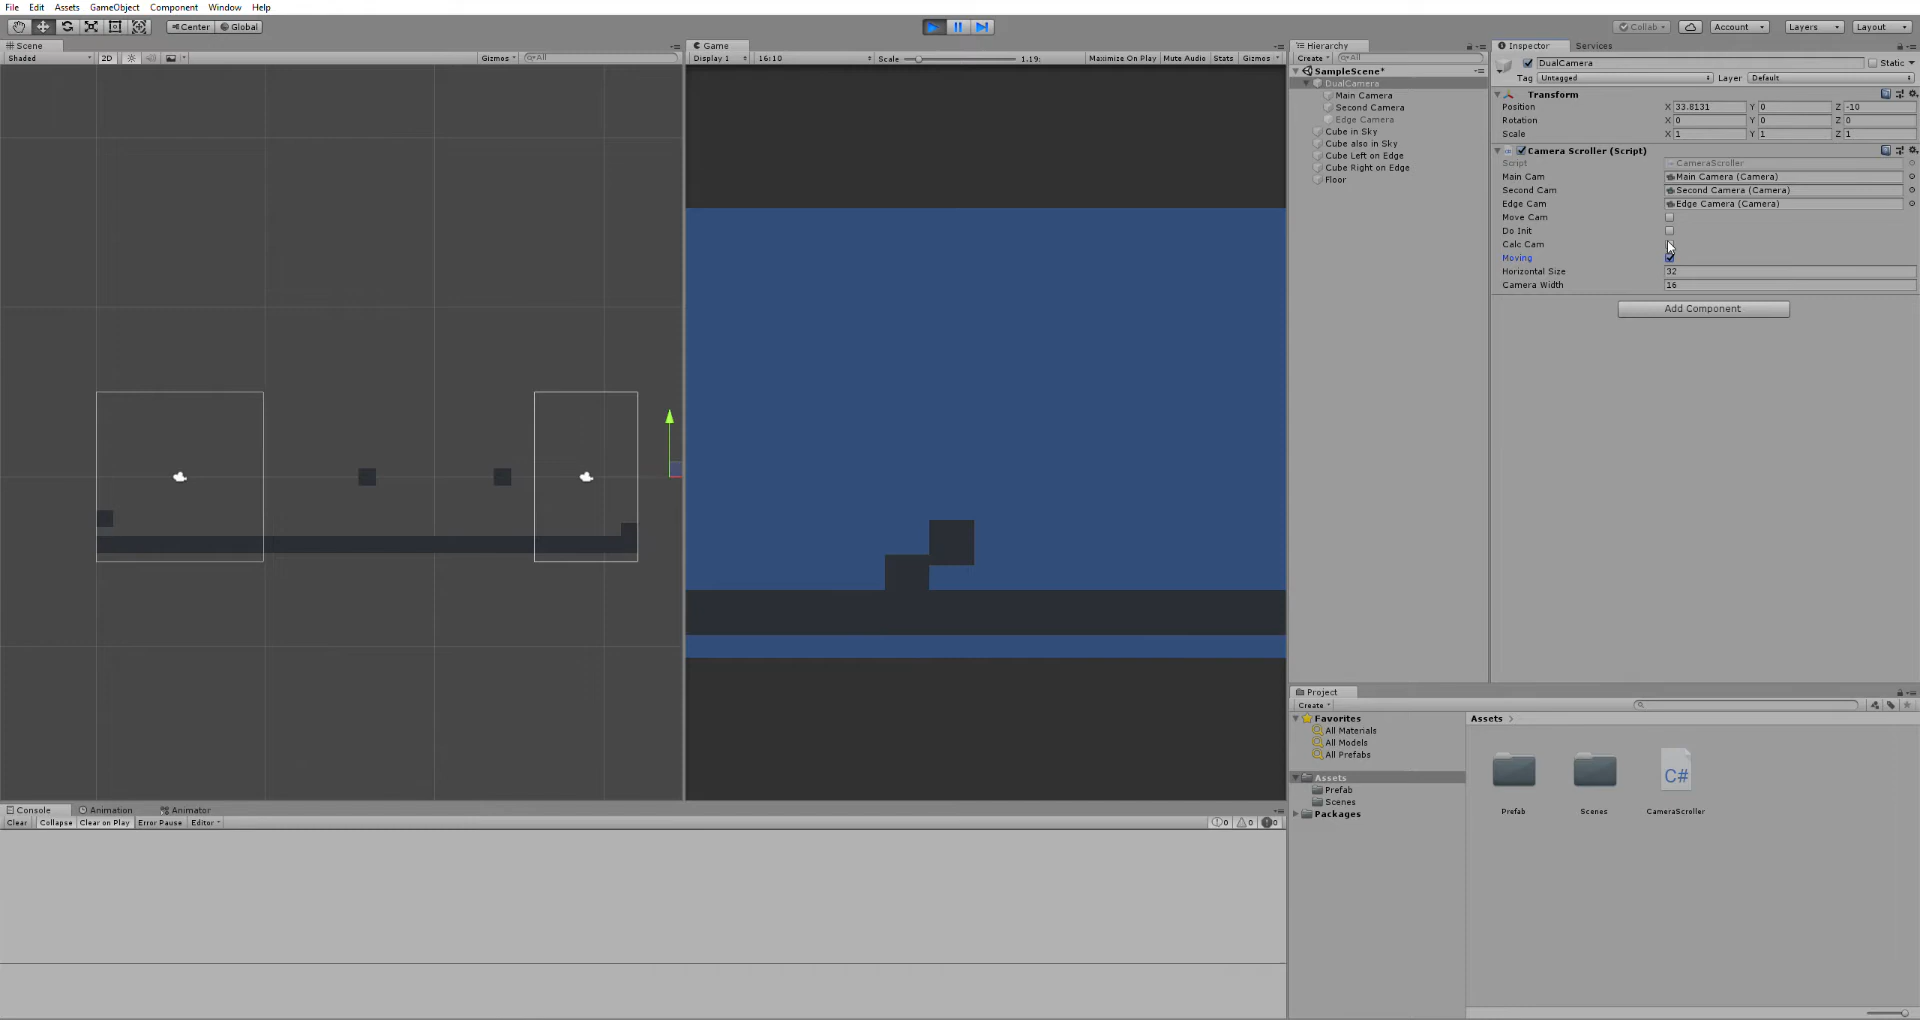 File Edit Assets GameObject Component Window Help
Center Global
Collab Account Layers Layout
Scene
Shaded 2D Gizmos All
Game
Display 1 16:10 Scale 1.19: Maximize On Play Mute Audio Stats Gizmos
Hierarchy
Create All
SampleScene*
DualCamera
Main Camera
Second Camera
Edge Camera
Cube in Sky
Cube also in Sky
Cube Left on Edge
Cube Right on Edge
Floor
Inspector Services
DualCamera Static
Tag Untagged Layer Default
Transform
Position X 33.8131 Y 0 Z -10
Rotation X 0 Y 0 Z 0
Scale X 1 Y 1 Z 1
Camera Scroller (Script)
Script CameraScroller
Main Cam Main Camera (Camera)
Second Cam Second Camera (Camera)
Edge Cam Edge Camera (Camera)
Move Cam
Do Init
Calc Cam
Moving
Horizontal Size 32
Camera Width 16
Add Component
Project
Create
Favorites
All Materials
All Models
All Prefabs
Assets
Prefab
Scenes
Packages
Assets
C#
Prefab Scenes CameraScroller
Console Animation Animator
Clear Collapse Clear on Play Error Pause Editor
0 0 0